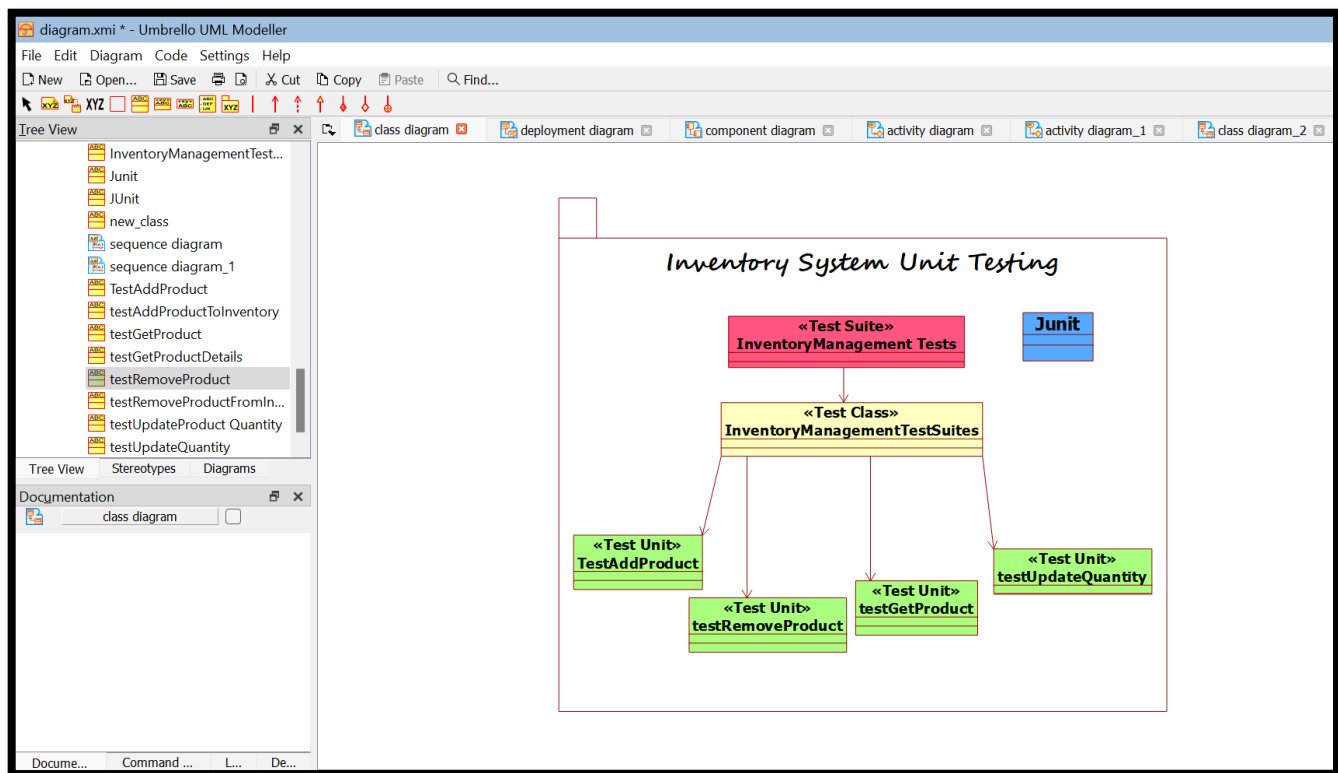 diagram.xmi * - Umbrello UML Modeller
File Edit Diagram Code Settings Help
New Open... Save Cut Copy Paste Find...
XYZ
Tree View
class diagram deployment diagram component diagram activity diagram activity diagram_1 class diagram_2
InventoryManagementTest...
Junit
JUnit
new_class
sequence diagram
sequence diagram_1
TestAddProduct
testAddProductToInventory
testGetProduct
testGetProductDetails
testRemoveProduct
testRemoveProductFromIn...
testUpdateProduct Quantity
testUpdateQuantity
Tree View Stereotypes Diagrams
Documentation
class diagram
Docume... Command ... L... De...
Inventory System Unit Testing
«Test Suite»
InventoryManagement Tests
Junit
«Test Class»
InventoryManagementTestSuites
«Test Unit»
TestAddProduct
«Test Unit»
testRemoveProduct
«Test Unit»
testGetProduct
«Test Unit»
testUpdateQuantity